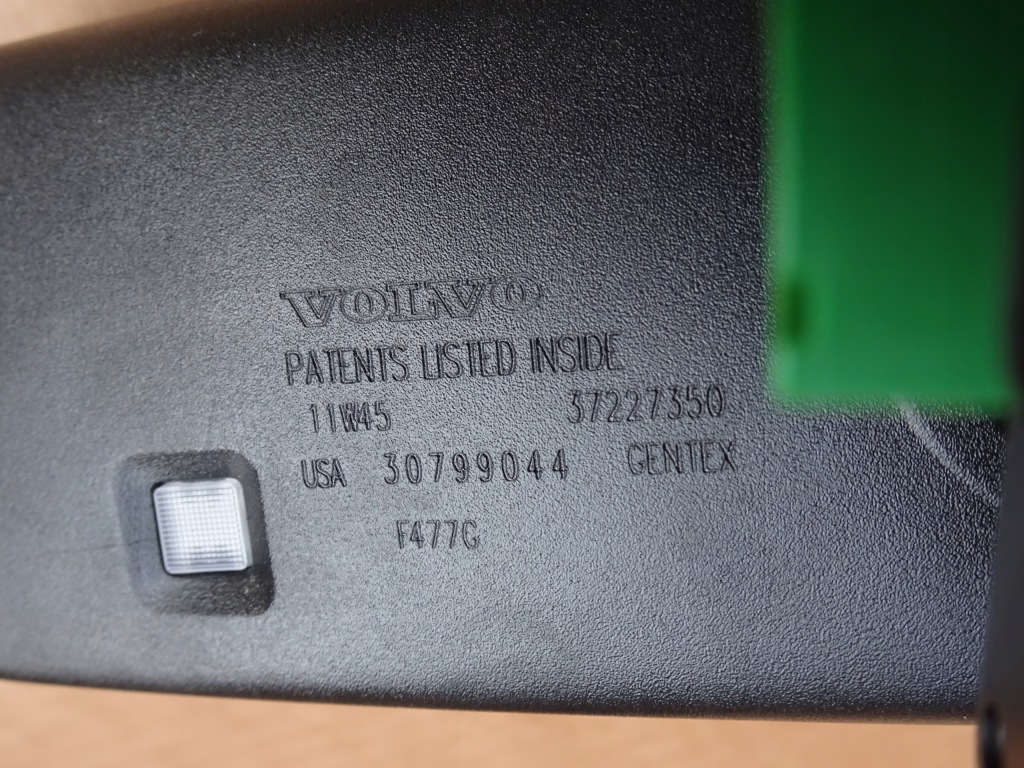 VOLVO
PATENTS LISTED INSIDE
11W45 37227350
USA 30799044 GENTEX
F477G